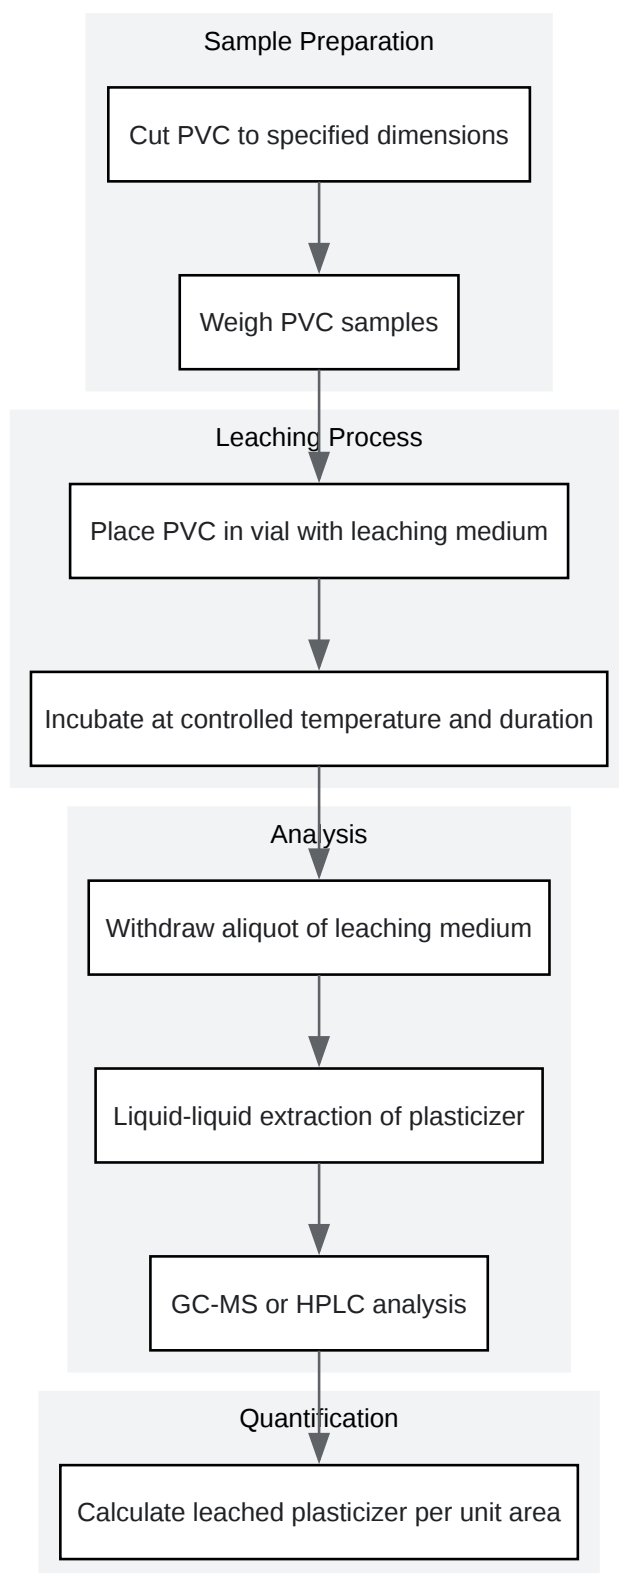 Sample Preparation
Cut PVC to specified dimensions
Weigh PVC samples
Leaching Process
Place PVC in vial with leaching medium
Incubate at controlled temperature and duration
Analysis
Withdraw aliquot of leaching medium
Liquid-liquid extraction of plasticizer
GC-MS or HPLC analysis
Quantification
Calculate leached plasticizer per unit area